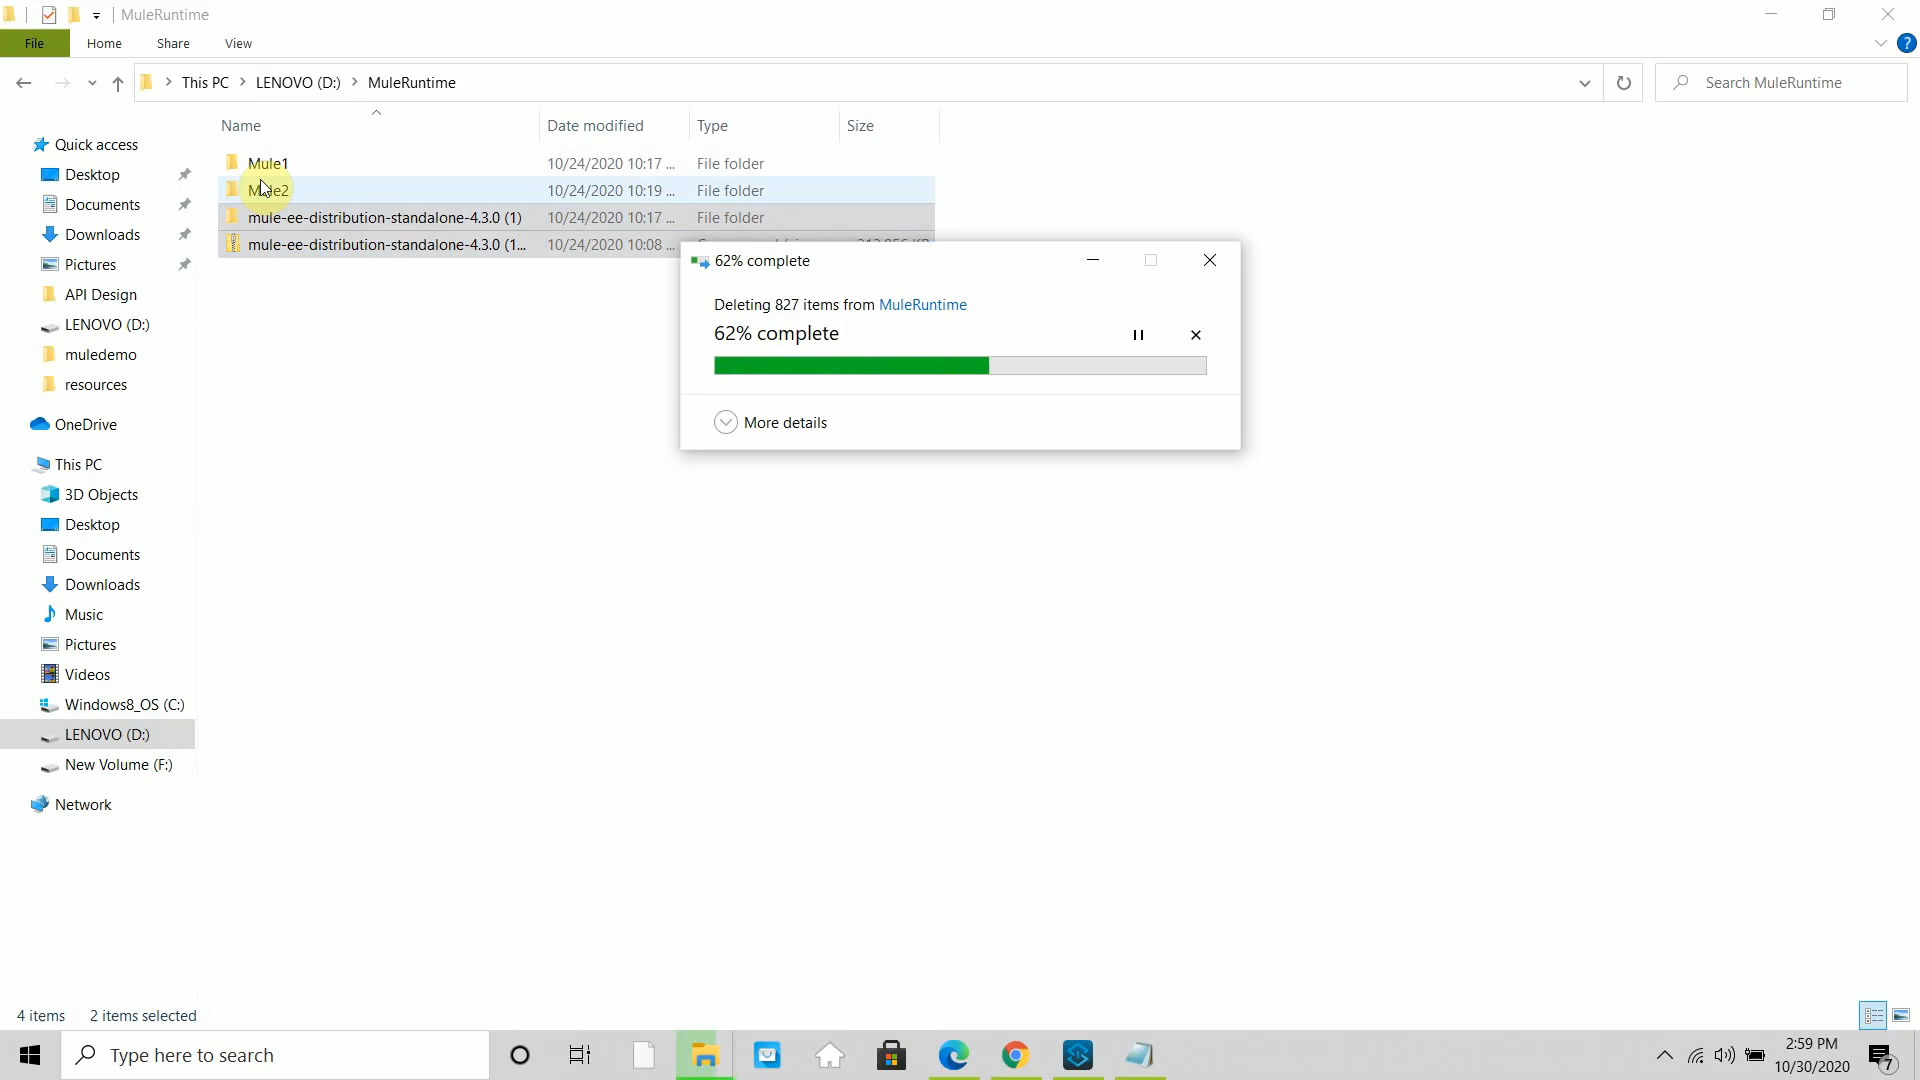 MuleRuntime
File Home Share View
This PC LENOVO (D:) MuleRuntime
Search MuleRuntime
Name Date modified Type Size
Mule1 10/24/2020 10:17 ... File folder
Mule2 10/24/2020 10:19 ... File folder
mule-ee-distribution-standalone-4.3.0 (1) 10/24/2020 10:17 ... File folder
mule-ee-distribution-standalone-4.3.0 (1... 10/24/2020 10:08 ...
62% complete
Deleting 827 items from MuleRuntime
62% complete
More details
Quick access
Desktop
Documents
Downloads
Pictures
API Design
LENOVO (D:)
muledemo
resources
OneDrive
This PC
3D Objects
Desktop
Documents
Downloads
Music
Pictures
Videos
Windows8_OS (C:)
LENOVO (D:)
New Volume (F:)
Network
4 items 2 items selected
Type here to search
2:59 PM
10/30/2020
7